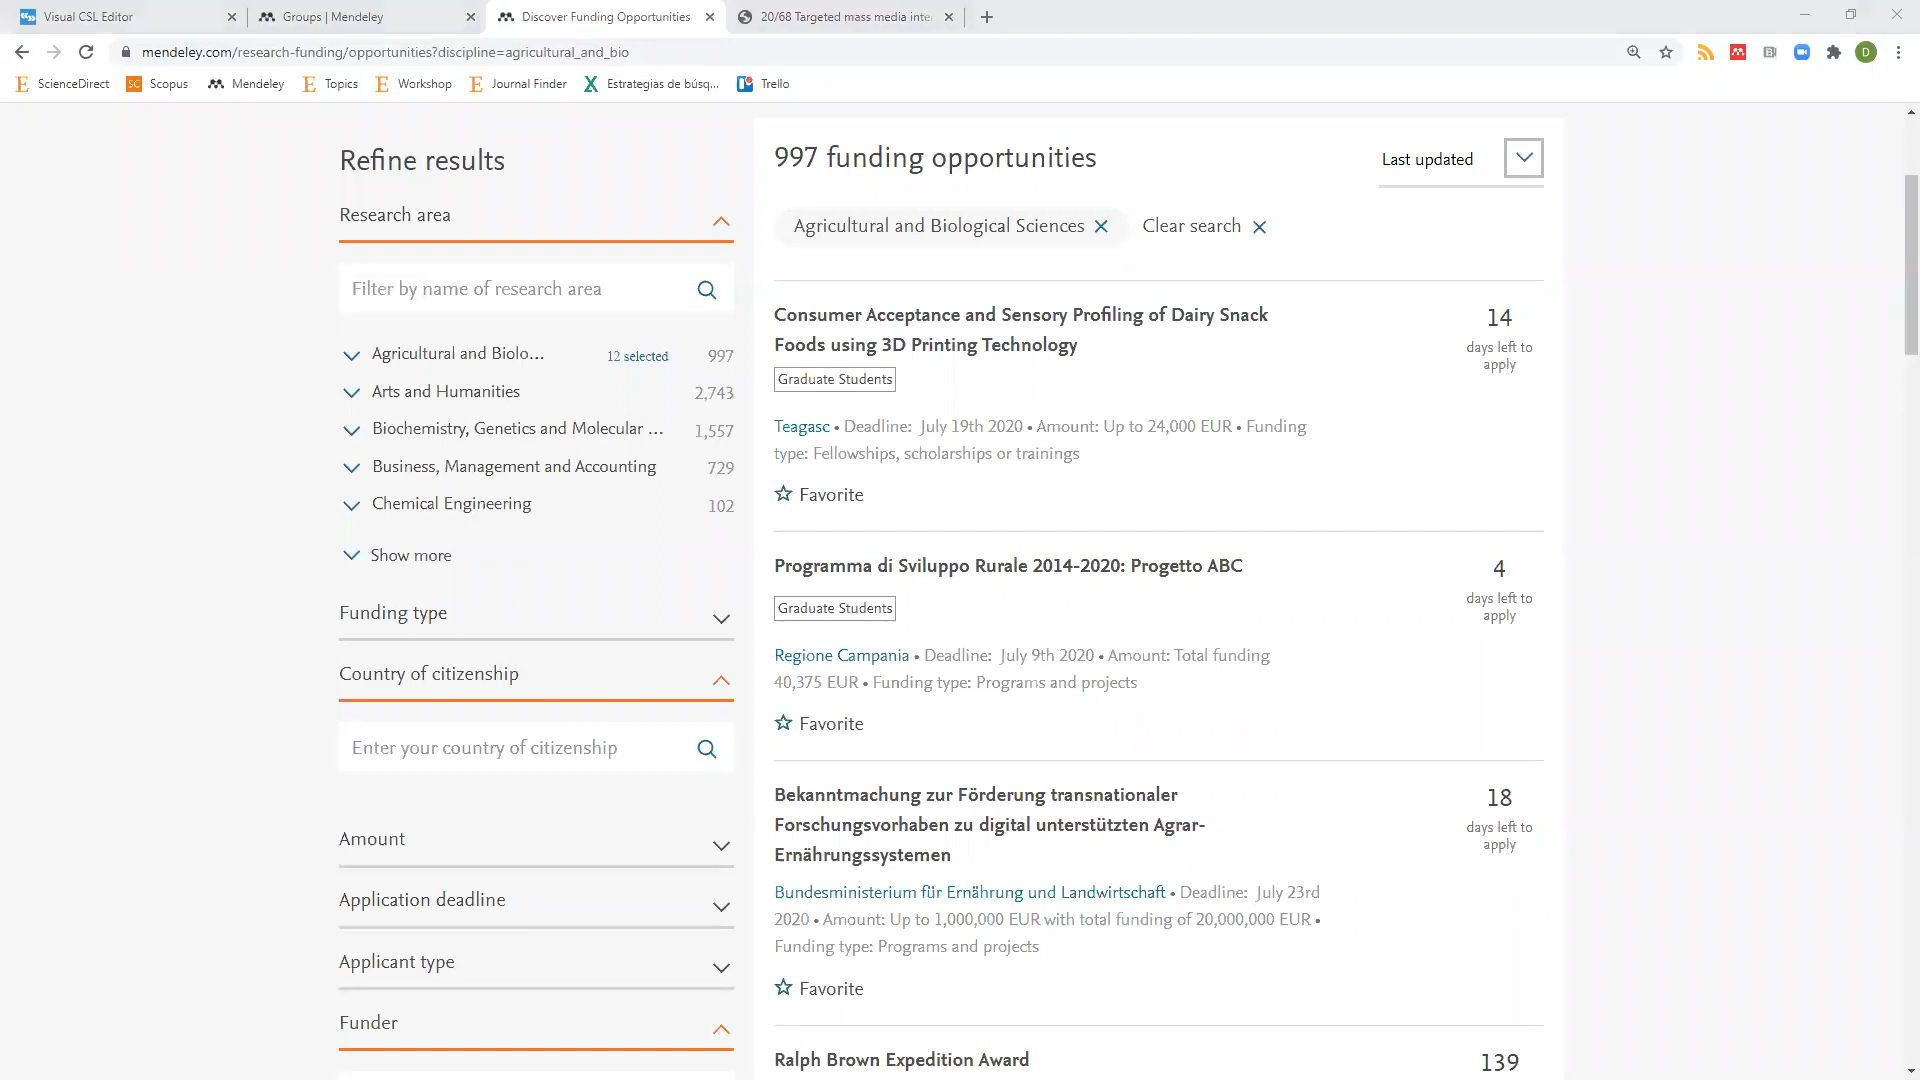 Visual CSL Editor
Groups | Mendeley
Discover Funding Opportunities
20/68 Targeted mass media inte
mendeley.com/research-funding/opportunities?discipline=agricultural_and_bio
D
ScienceDirect
SC Scopus
Mendeley
Topics
Workshop
Journal Finder
Estrategias de búsq...
Trello
Refine results
Research area
Filter by name of research area
Agricultural and Biolo... 12 selected 997
Arts and Humanities 2,743
Biochemistry, Genetics and Molecular ... 1,557
Business, Management and Accounting 729
Chemical Engineering 102
Show more
Funding type
Country of citizenship
Enter your country of citizenship
Amount
Application deadline
Applicant type
Funder
997 funding opportunities
Last updated
Agricultural and Biological Sciences
Clear search
Consumer Acceptance and Sensory Profiling of Dairy Snack
Foods using 3D Printing Technology
Graduate Students
Teagasc • Deadline: July 19th 2020 • Amount: Up to 24,000 EUR • Funding
type: Fellowships, scholarships or trainings
Favorite
14
days left to
apply
Programma di Sviluppo Rurale 2014-2020: Progetto ABC
Graduate Students
Regione Campania • Deadline: July 9th 2020 • Amount: Total funding
40,375 EUR • Funding type: Programs and projects
Favorite
4
days left to
apply
Bekanntmachung zur Förderung transnationaler
Forschungsvorhaben zu digital unterstützten Agrar-
Ernährungssystemen
Bundesministerium für Ernährung und Landwirtschaft • Deadline: July 23rd
2020 • Amount: Up to 1,000,000 EUR with total funding of 20,000,000 EUR •
Funding type: Programs and projects
Favorite
18
days left to
apply
Ralph Brown Expedition Award
139